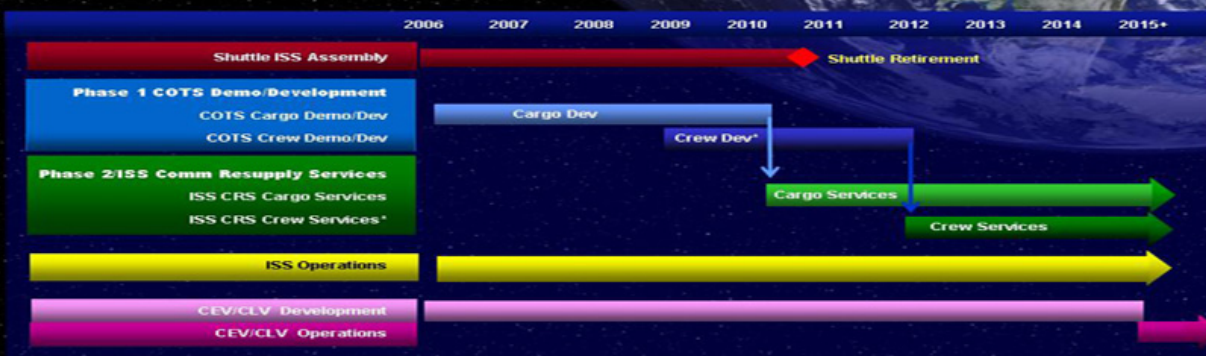 2006 2007 2008 2009 2010 2011 2012 2013 2014 2015+
Shuttle ISS Assembly Shuttle Retirement
Phase 1 COTS Demo/Development
COTS Cargo Demo/Dev Cargo Dev
COTS Crew Demo/Dev Crew Dev*
Phase 2/ISS Comm Resupply Services
ISS CRS Cargo Services Cargo Services
ISS CRS Crew Services* Crew Services
ISS Operations
CEV/CLV Development
CEV/CLV Operations